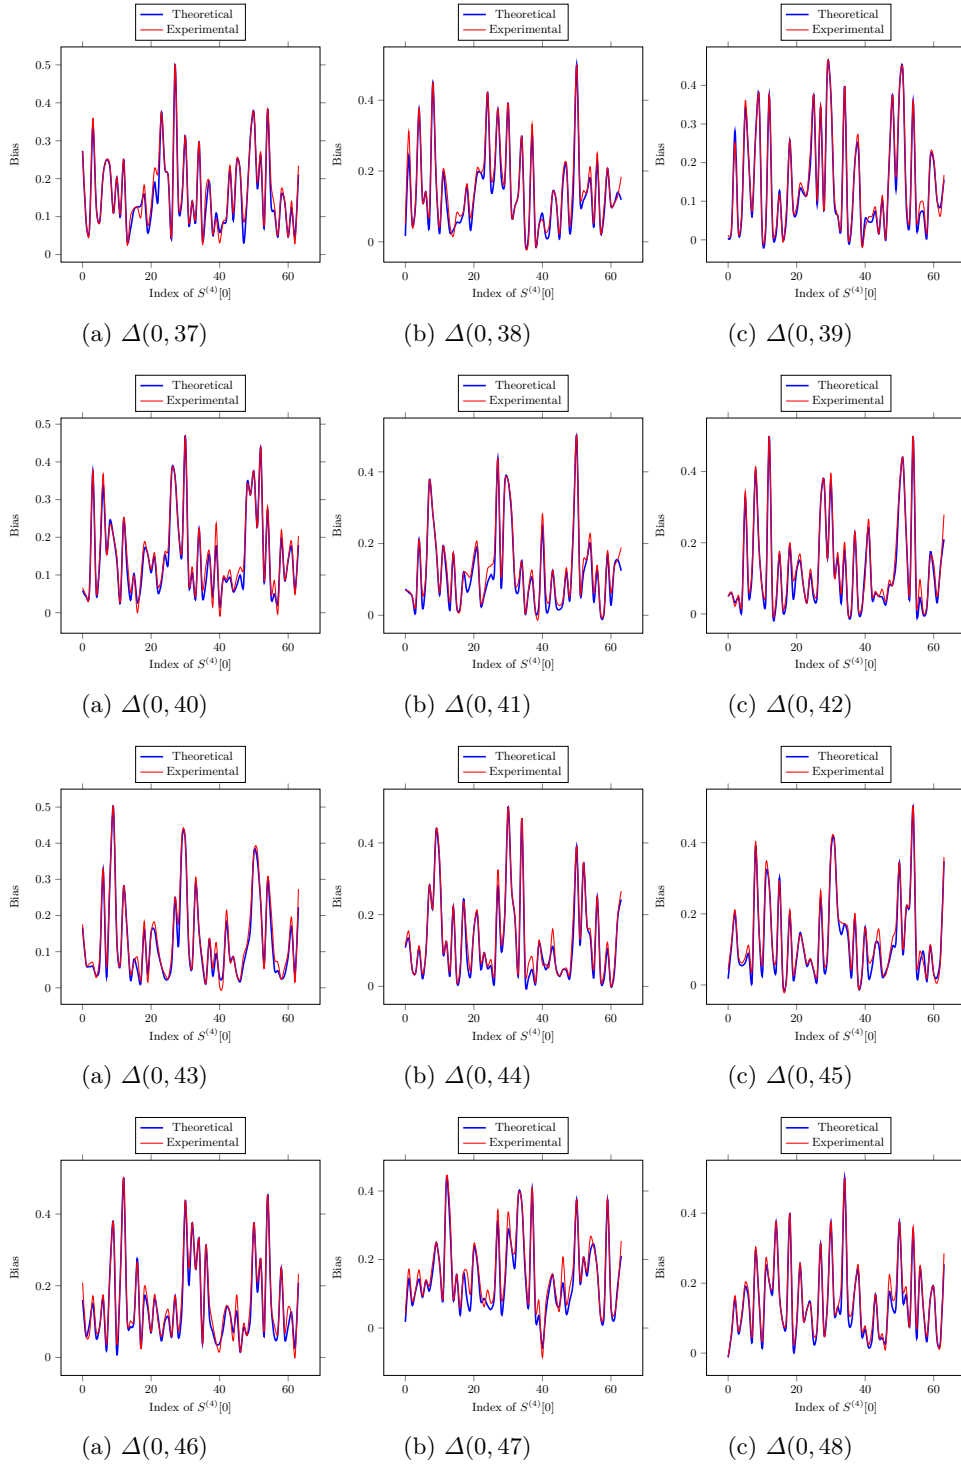 Theoretical
Experimental
0.5
0.4
0.3
0.2
0.1
0
Bias
0 20 40 60
Index of S^(4)[0]
(a) Δ(0, 37)
Theoretical
Experimental
0.4
0.2
0
Bias
0 20 40 60
Index of S^(4)[0]
(b) Δ(0, 38)
Theoretical
Experimental
0.4
0.2
0
Bias
0 20 40 60
Index of S^(4)[0]
(c) Δ(0, 39)
Theoretical
Experimental
0.5
0.4
0.3
0.2
0.1
0
Bias
0 20 40 60
Index of S^(4)[0]
(a) Δ(0, 40)
Theoretical
Experimental
0.4
0.2
0
Bias
0 20 40 60
Index of S^(4)[0]
(b) Δ(0, 41)
Theoretical
Experimental
0.4
0.2
0
Bias
0 20 40 60
Index of S^(4)[0]
(c) Δ(0, 42)
Theoretical
Experimental
0.5
0.4
0.3
0.2
0.1
0
Bias
0 20 40 60
Index of S^(4)[0]
(a) Δ(0, 43)
Theoretical
Experimental
0.4
0.2
0
Bias
0 20 40 60
Index of S^(4)[0]
(b) Δ(0, 44)
Theoretical
Experimental
0.4
0.2
0
Bias
0 20 40 60
Index of S^(4)[0]
(c) Δ(0, 45)
Theoretical
Experimental
0.4
0.2
0
Bias
0 20 40 60
Index of S^(4)[0]
(a) Δ(0, 46)
Theoretical
Experimental
0.4
0.2
0
Bias
0 20 40 60
Index of S^(4)[0]
(b) Δ(0, 47)
Theoretical
Experimental
0.4
0.2
0
Bias
0 20 40 60
Index of S^(4)[0]
(c) Δ(0, 48)